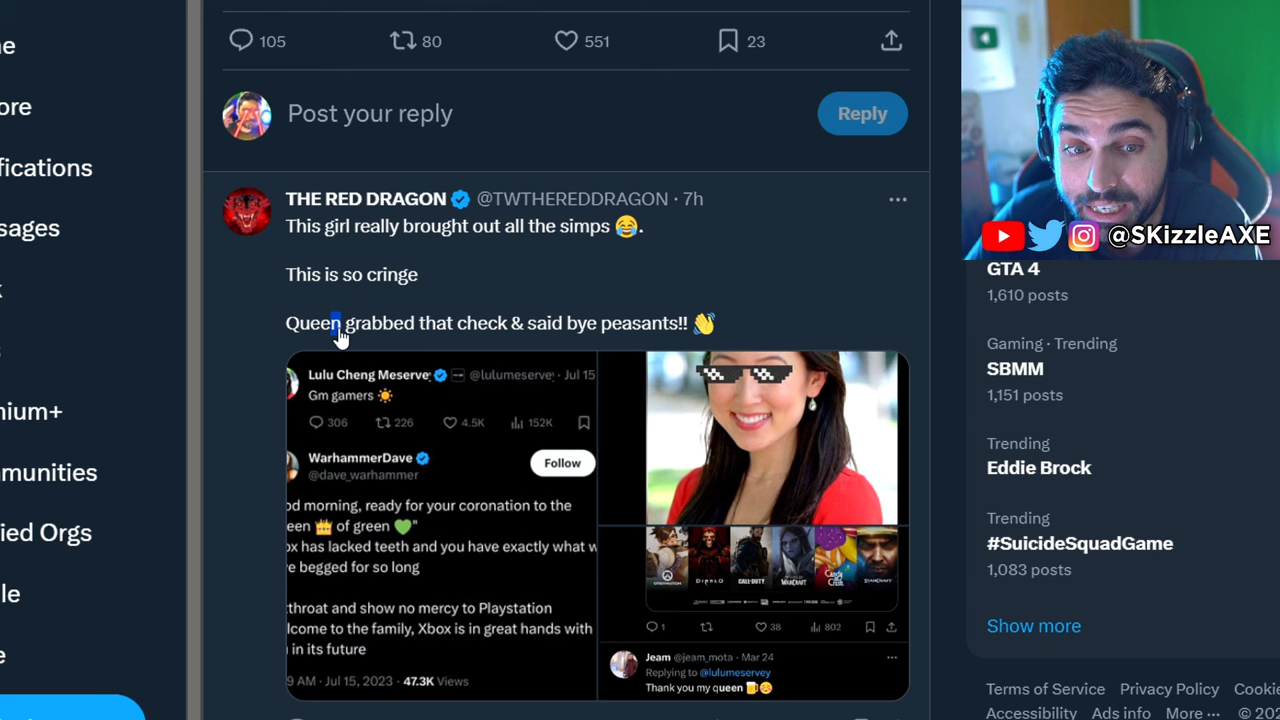 105 80 551 23
Post your reply
Reply
THE RED DRAGON @TWTHEREDDRAGON · 7h
This girl really brought out all the simps 😂.
This is so cringe
Queen grabbed that check & said bye peasants!! 👋
Lulu Cheng Meserve @lulumeservey · Jul 15
Gm gamers ☀️
306 226 4.5K 152K
WarhammerDave
@dave_warhammer
Follow
od morning, ready for your coronation to the
een 👑 of green 💚"
ox has lacked teeth and you have exactly what w
e begged for so long
throat and show no mercy to Playstation
lcome to the family, Xbox is in great hands with
in its future
9 AM · Jul 15, 2023 · 47.3K Views
OVERWATCH
DIABLO
CALL·DUTY
WARCRAFT
Candy Crush
STARCRAFT
1 38 802
Jeam @jeam_mota · Mar 24
Replying to @lulumeservey
Thank you my queen 🍺😊
e
ore
fications
sages
k
s
nium+
munities
fied Orgs
le
e
@SKizzleAXE
GTA 4
1,610 posts
Gaming · Trending
SBMM
1,151 posts
Trending
Eddie Brock
Trending
#SuicideSquadGame
1,083 posts
Show more
Terms of Service Privacy Policy Cookie
Accessibility Ads info More ··· © 202